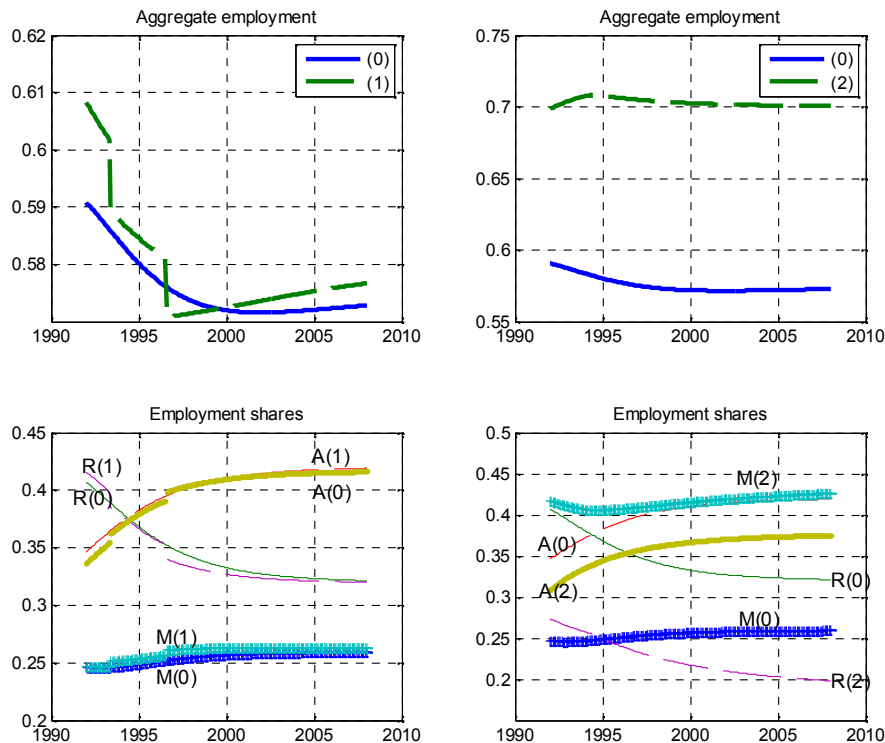 Aggregate employment
0.62
0.61
0.6
0.59
0.58
(0)
(1)
1990 1995 2000 2005 2010
Aggregate employment
0.75
0.7
0.65
0.6
0.55
(0)
(2)
1990 1995 2000 2005 2010
Employment shares
0.45
0.4
0.35
0.3
0.25
0.2
R(1)
R(0)
A(1)
A(0)
M(1)
M(0)
1990 1995 2000 2005 2010
Employment shares
0.5
0.45
0.4
0.35
0.3
0.25
0.2
M(2)
A(0)
A(2)
R(0)
M(0)
R(2)
1990 1995 2000 2005 2010